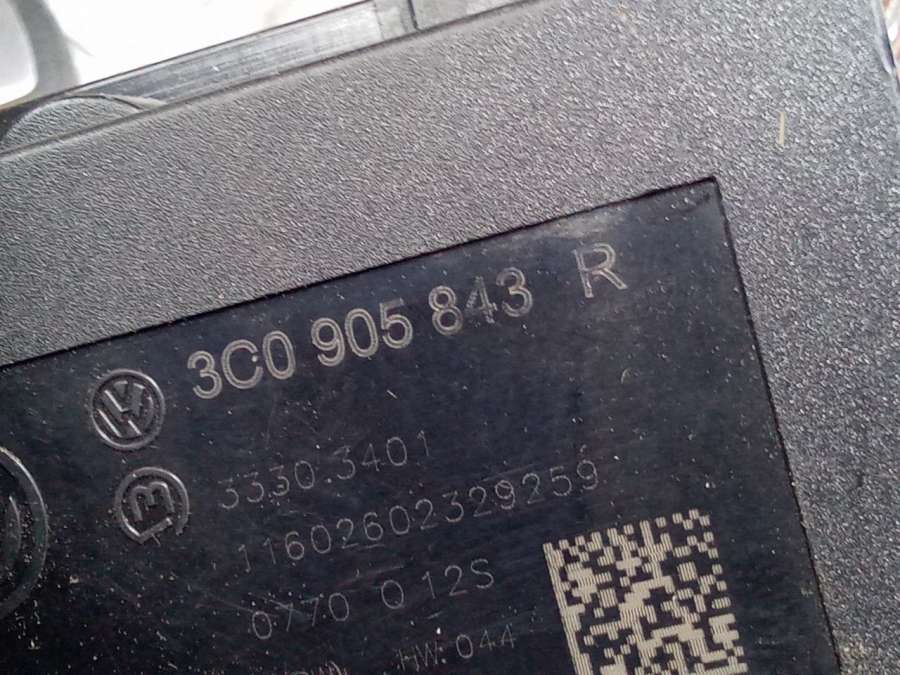 3C0 905 843 R
3330.3401
11602602329259
0770 Q 12S
HW:044